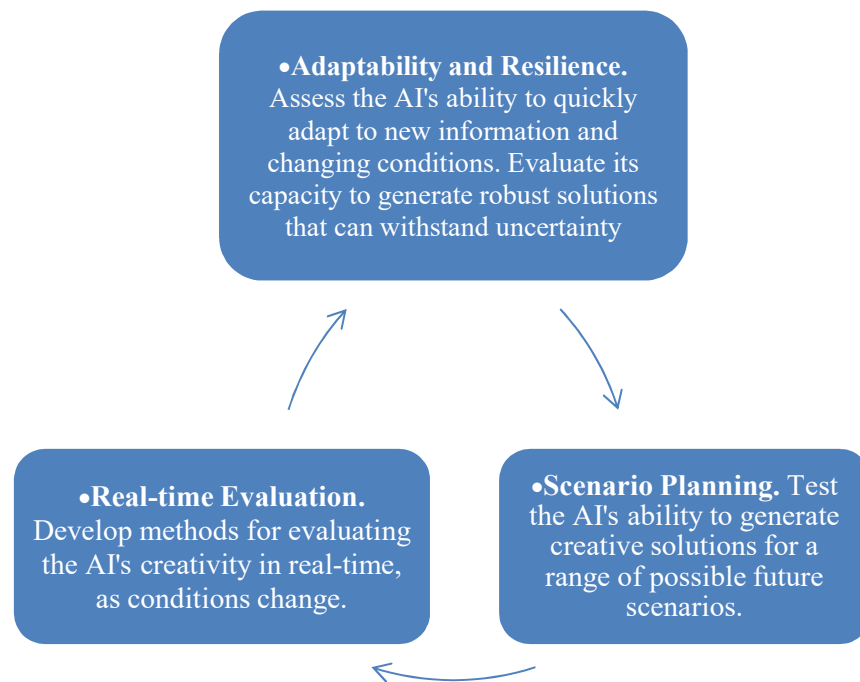 •Adaptability and Resilience.
Assess the AI's ability to quickly
adapt to new information and
changing conditions. Evaluate its
capacity to generate robust solutions
that can withstand uncertainty
•Scenario Planning. Test
the AI's ability to generate
creative solutions for a
range of possible future
scenarios.
•Real-time Evaluation.
Develop methods for evaluating
the AI's creativity in real-time,
as conditions change.